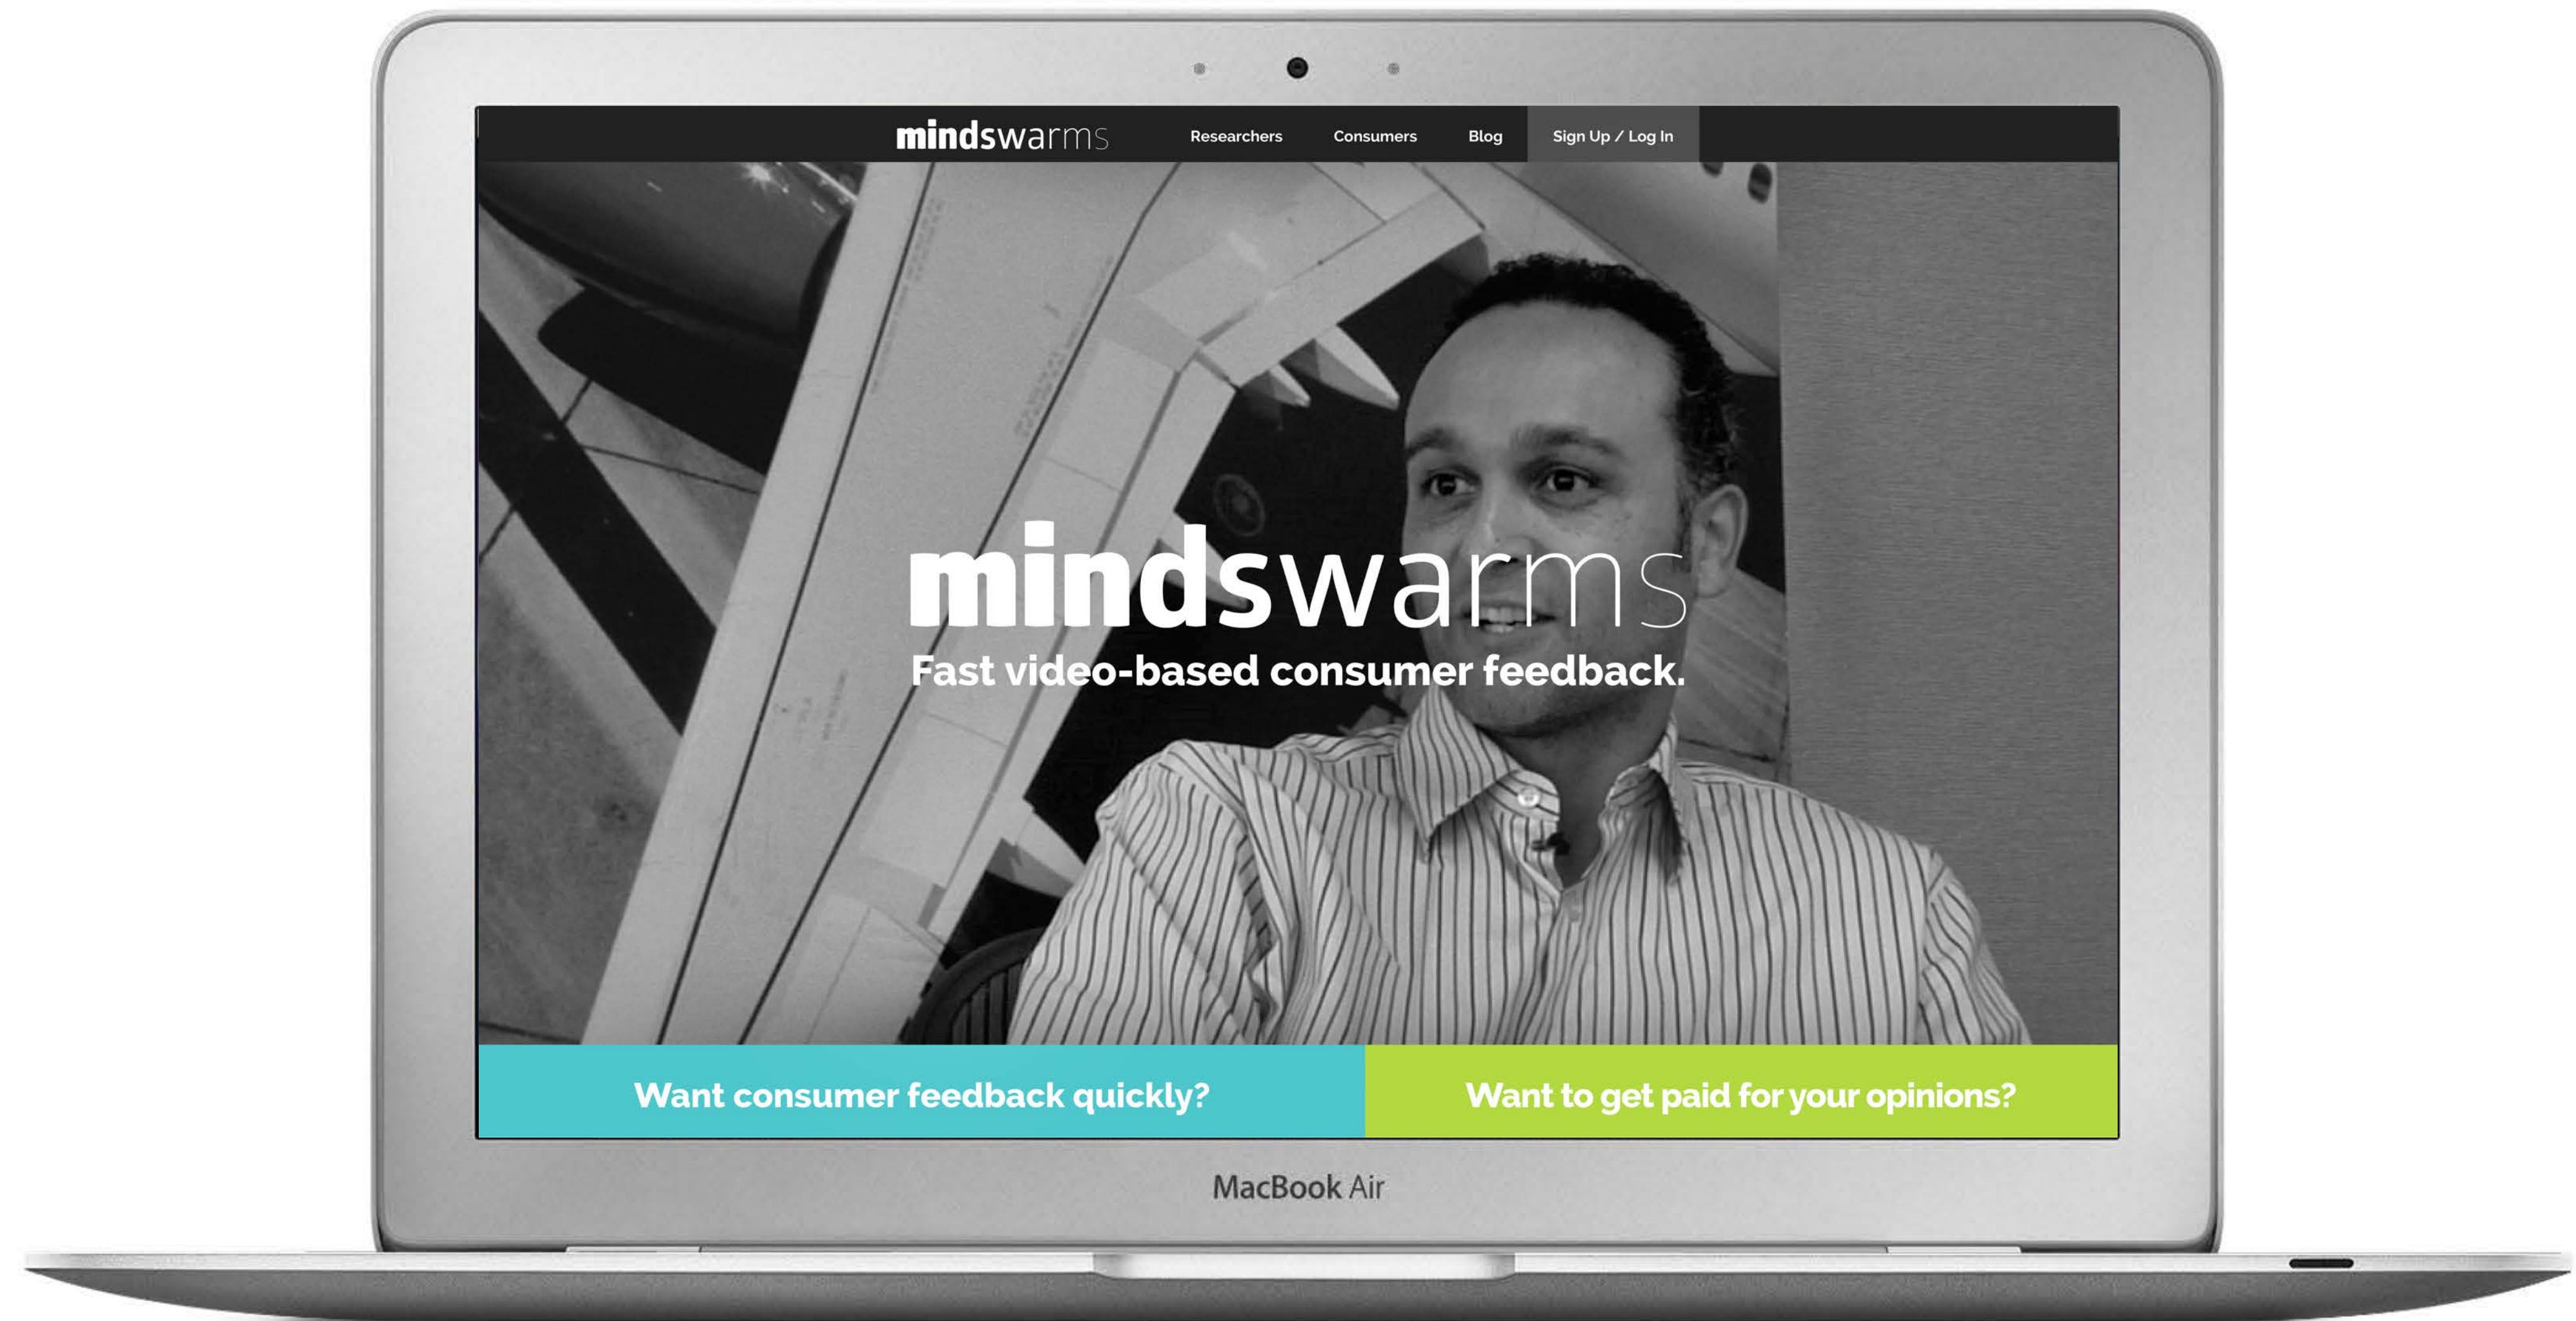 mindswarms Researchers Consumers Blog Sign Up / Log In
mindswarms
Fast video-based consumer feedback.
Want consumer feedback quickly?
Want to get paid for your opinions?
MacBook Air